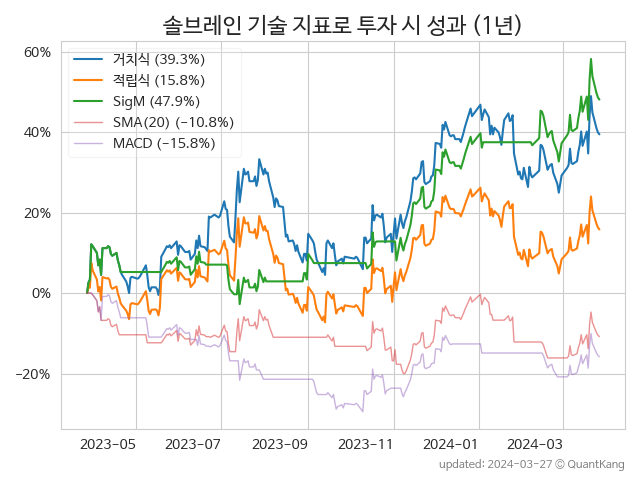 솔브레인 기술 지표로 투자 시 성과 (1년)
60%
40%
20%
0%
−20%
거치식 (39.3%)
적립식 (15.8%)
SigM (47.9%)
SMA(20) (−10.8%)
MACD (−15.8%)
2023-05 2023-07 2023-09 2023-11 2024-01 2024-03
updated: 2024-03-27 © QuantKang